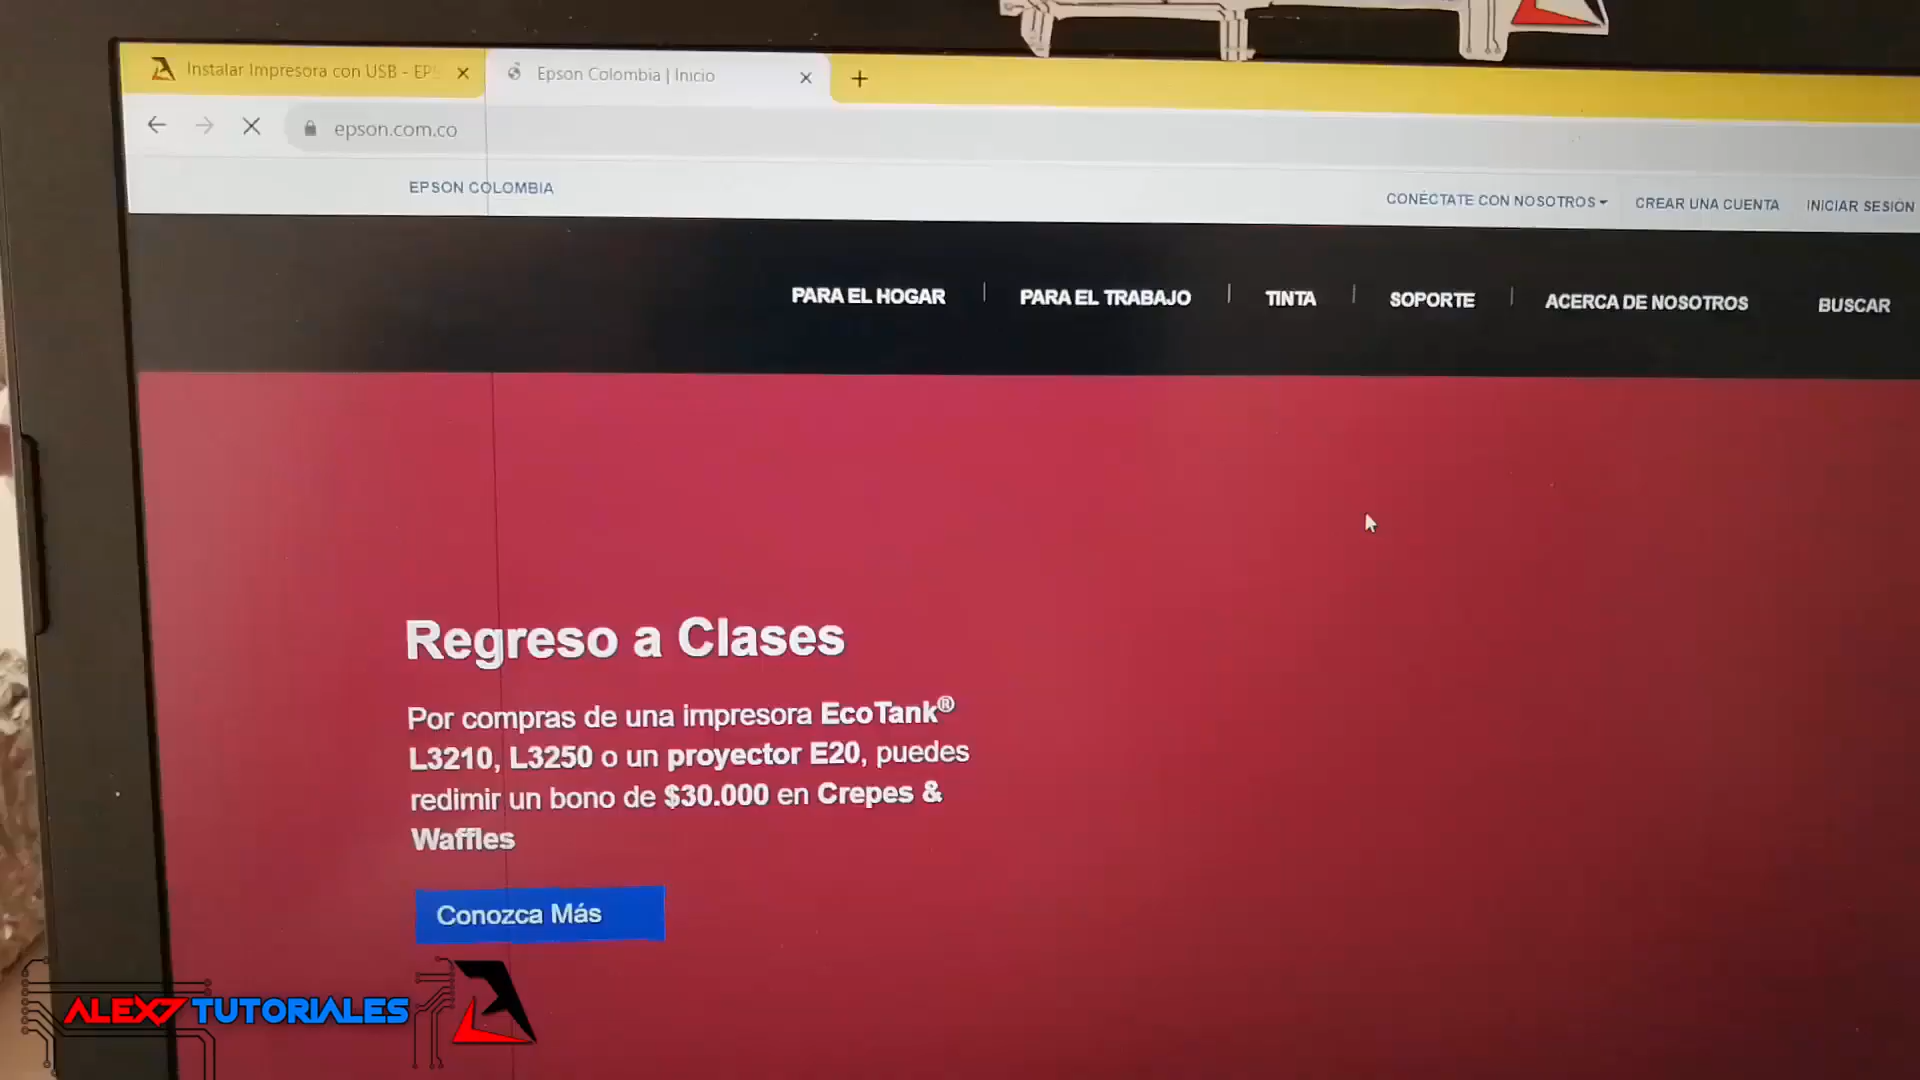 Instalar Impresora con USB - EPS
Epson Colombia | Inicio
epson.com.co
EPSON COLOMBIA
CONÉCTATE CON NOSOTROS
CREAR UNA CUENTA
INICIAR SESIÓN
PARA EL HOGAR
PARA EL TRABAJO
TINTA
SOPORTE
ACERCA DE NOSOTROS
BUSCAR
Regreso a Clases
Por compras de una impresora EcoTank®
L3210, L3250 o un proyector E20, puedes
redimir un bono de $30.000 en Crepes &
Waffles
Conozca Más
ALEX7 TUTORIALES